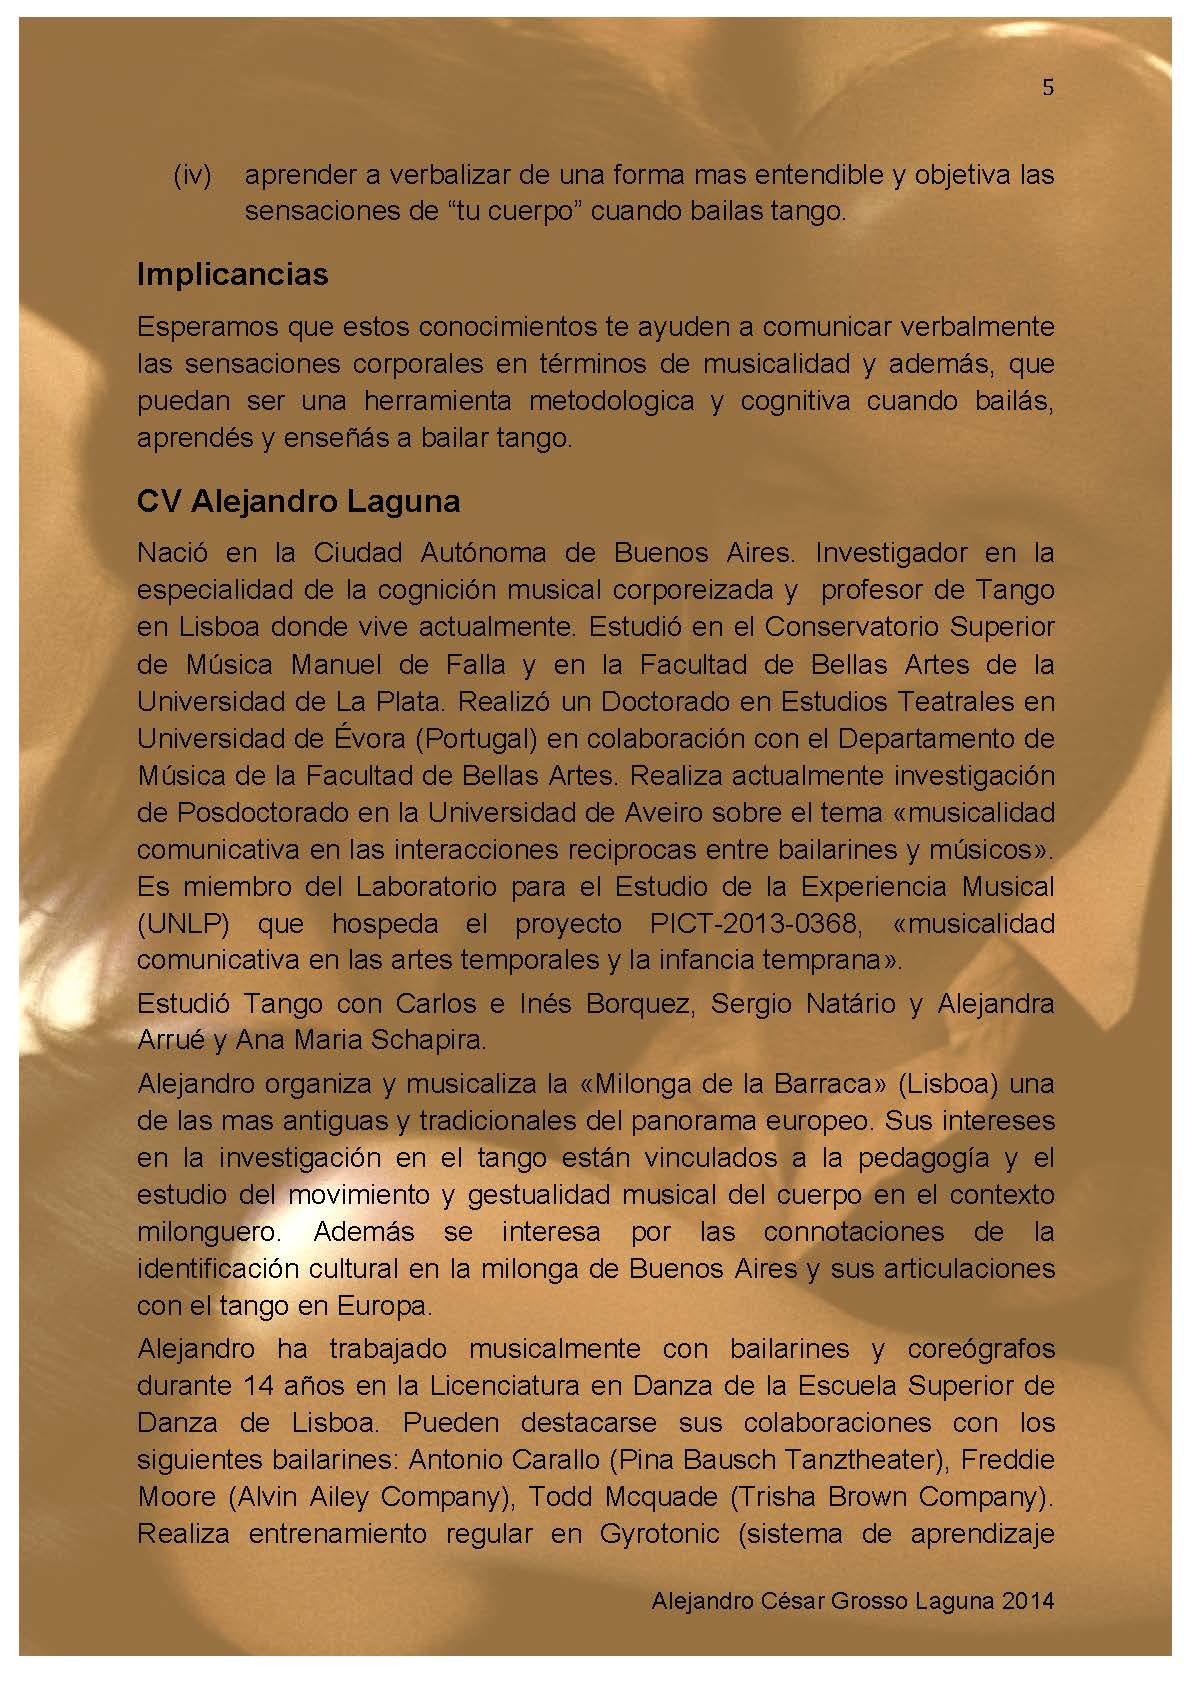 5
(iv) aprender a verbalizar de una forma mas entendible y objetiva las
sensaciones de “tu cuerpo” cuando bailas tango.
Implicancias
Esperamos que estos conocimientos te ayuden a comunicar verbalmente
las sensaciones corporales en términos de musicalidad y además, que
puedan ser una herramienta metodologica y cognitiva cuando bailás,
aprendés y enseñás a bailar tango.
CV Alejandro Laguna
Nació en la Ciudad Autónoma de Buenos Aires. Investigador en la
especialidad de la cognición musical corporeizada y profesor de Tango
en Lisboa donde vive actualmente. Estudió en el Conservatorio Superior
de Música Manuel de Falla y en la Facultad de Bellas Artes de la
Universidad de La Plata. Realizó un Doctorado en Estudios Teatrales en
Universidad de Évora (Portugal) en colaboración con el Departamento de
Música de la Facultad de Bellas Artes. Realiza actualmente investigación
de Posdoctorado en la Universidad de Aveiro sobre el tema «musicalidad
comunicativa en las interacciones reciprocas entre bailarines y músicos».
Es miembro del Laboratorio para el Estudio de la Experiencia Musical
(UNLP) que hospeda el proyecto PICT-2013-0368, «musicalidad
comunicativa en las artes temporales y la infancia temprana».
Estudió Tango con Carlos e Inés Borquez, Sergio Natário y Alejandra
Arrué y Ana Maria Schapira.
Alejandro organiza y musicaliza la «Milonga de la Barraca» (Lisboa) una
de las mas antiguas y tradicionales del panorama europeo. Sus intereses
en la investigación en el tango están vinculados a la pedagogía y el
estudio del movimiento y gestualidad musical del cuerpo en el contexto
milonguero. Además se interesa por las connotaciones de la
identificación cultural en la milonga de Buenos Aires y sus articulaciones
con el tango en Europa.
Alejandro ha trabajado musicalmente con bailarines y coreógrafos
durante 14 años en la Licenciatura en Danza de la Escuela Superior de
Danza de Lisboa. Pueden destacarse sus colaboraciones con los
siguientes bailarines: Antonio Carallo (Pina Bausch Tanztheater), Freddie
Moore (Alvin Ailey Company), Todd Mcquade (Trisha Brown Company).
Realiza entrenamiento regular en Gyrotonic (sistema de aprendizaje
Alejandro César Grosso Laguna 2014